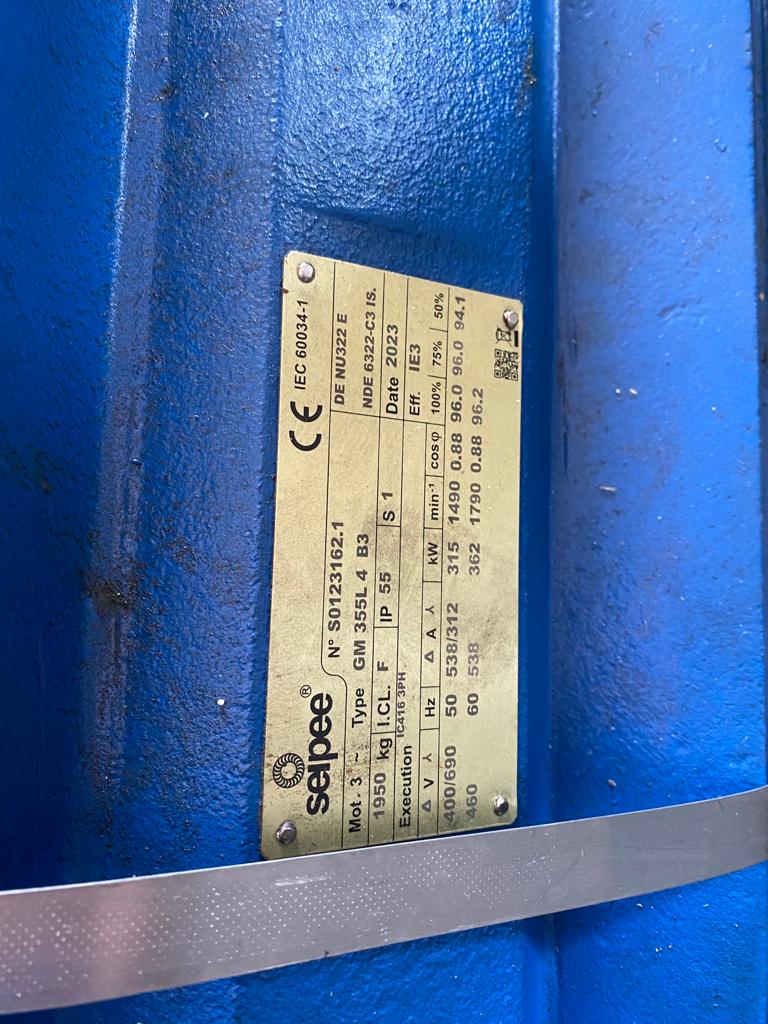 selpee®
CE IEC 60034-1
N° S0123162.1
DE NU322 E
Mot. 3 ~ Type GM 355L 4 B3
NDE 6322-C3 IS.
1950 kg I.CL. F IP 55 S 1 Date 2023
Execution IC416 3PH Eff. IE3
Δ V ⅄ Hz Δ A ⅄ kW min⁻¹ cos φ 100% 75% 50%
400/690 50 538/312 315 1490 0.88 96.0 96.0 94.1
460 60 538 362 1790 0.88 96.2